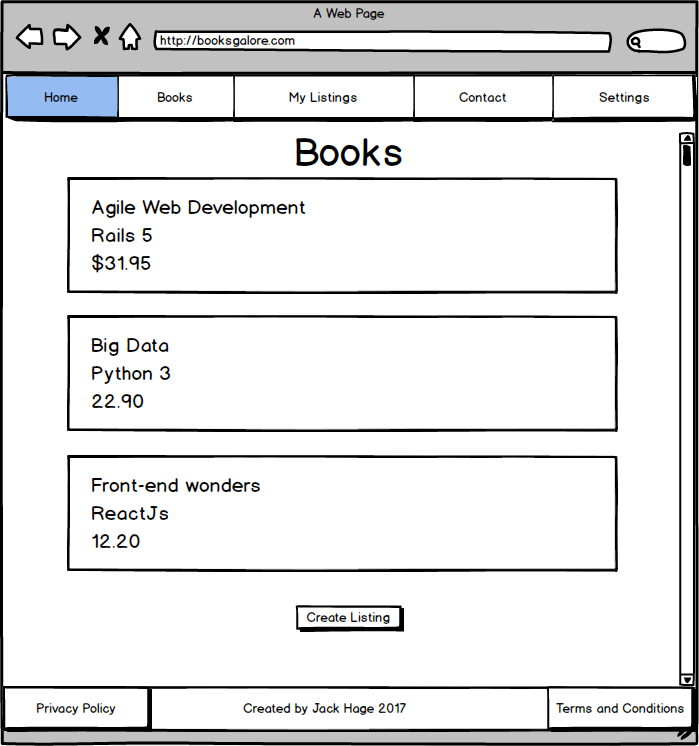 A Web Page
http://booksgalore.com
Home
Books
My Listings
Contact
Settings
Books
Agile Web Development
Rails 5
$31.95
Big Data
Python 3
22.90
Front-end wonders
ReactJs
12.20
Create Listing
Privacy Policy
Created by Jack Hage 2017
Terms and Conditions